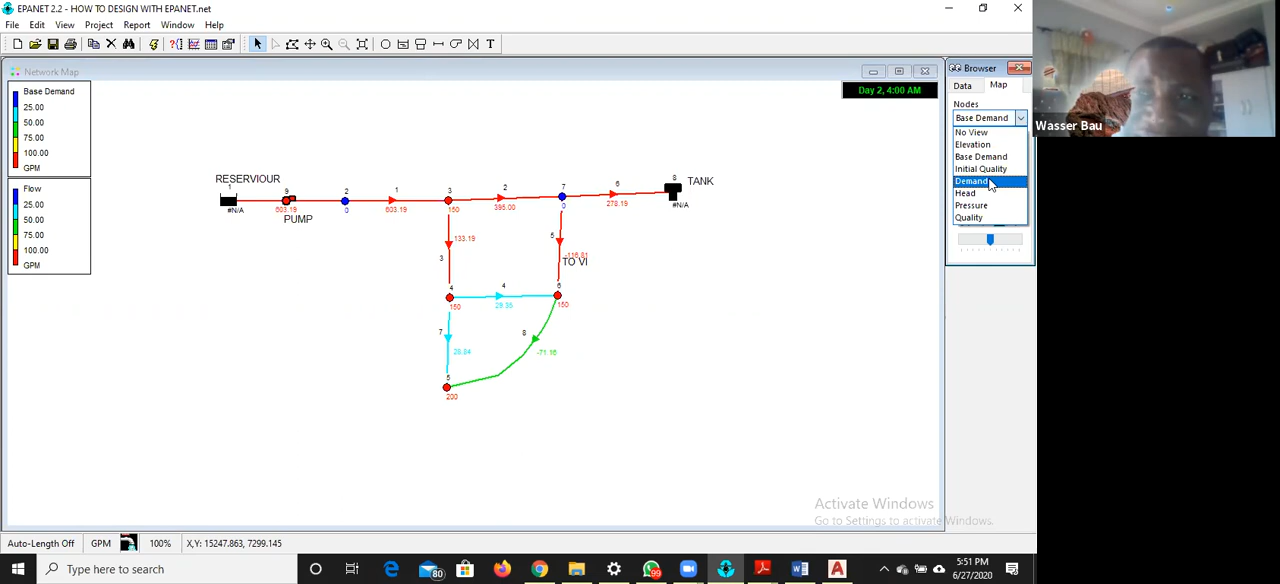 EPANET 2.2 - HOW TO DESIGN WITH EPANET.net
File Edit View Project Report Window Help
Network Map
Base Demand
25.00
50.00
75.00
100.00
GPM
Flow
25.00
50.00
75.00
100.00
GPM
Day 2, 4:00 AM
RESERVIOUR
1
#N/A
9
603.19
PUMP
2
0
1
603.19
3
150
2
395.00
7
0
6
278.19
8
TANK
#N/A
133.19
3
5
-116.81
TO VI
4
150
4
29.35
6
150
7
28.84
8
-71.16
5
200
Browser
Data Map
Nodes
Base Demand
No View
Elevation
Base Demand
Initial Quality
Demand
Head
Pressure
Quality
Wasser Bau
Activate Windows
Go to Settings to activate Windows.
Auto-Length Off GPM 100% X,Y: 15247.863, 7299.145
Type here to search
80
99
5:51 PM
6/27/2020